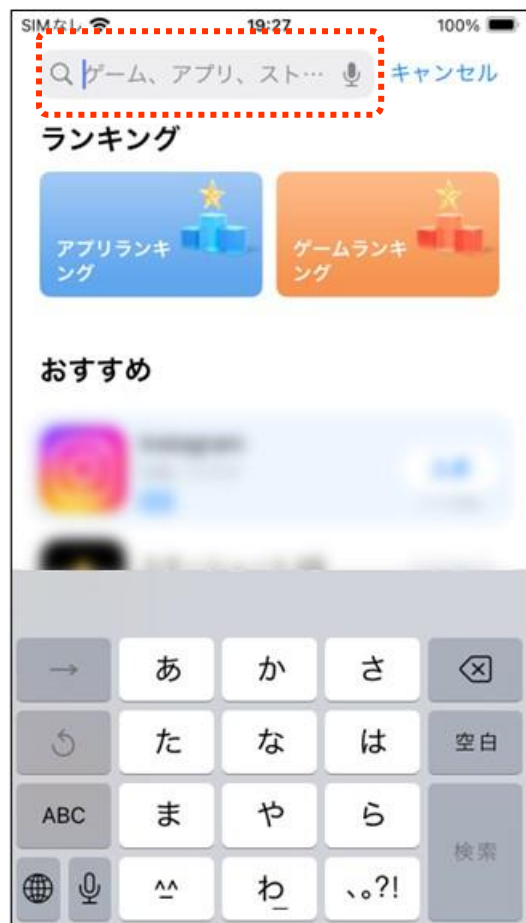 SIMなし 19:27 100%
ゲーム、アプリ、スト… キャンセル
ランキング
アプリランキ
ング
ゲームランキ
ング
おすすめ
→ あ か さ
た な は 空白
ABC ま や ら
検索
^^ わ 、。?!